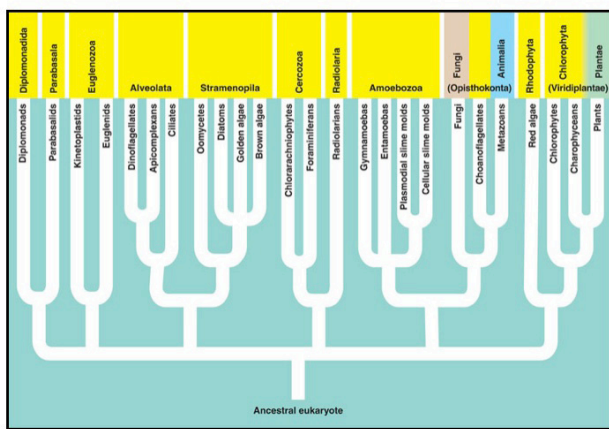 Diplomonadida
Parabasala
Euglenozoa
Alveolata
Stramenopila
Cercozoa
Radiolaria
Amoebozoa
Fungi
(Opisthokonta)
Animalia
Rhodophyta
Chlorophyta
(Viridiplantae)
Plantae
Diplomonads
Parabasalids
Kinetoplastids
Euglenids
Dinoflagellates
Apicomplexans
Ciliates
Oomycetes
Diatoms
Golden algae
Brown algae
Chlorarachniophytes
Foraminiferans
Radiolarians
Gymnamoebas
Entamoebas
Plasmodial slime molds
Cellular slime molds
Fungi
Choanoflagellates
Metazoans
Red algae
Chlorophytes
Charophyceans
Plants
Ancestral eukaryote